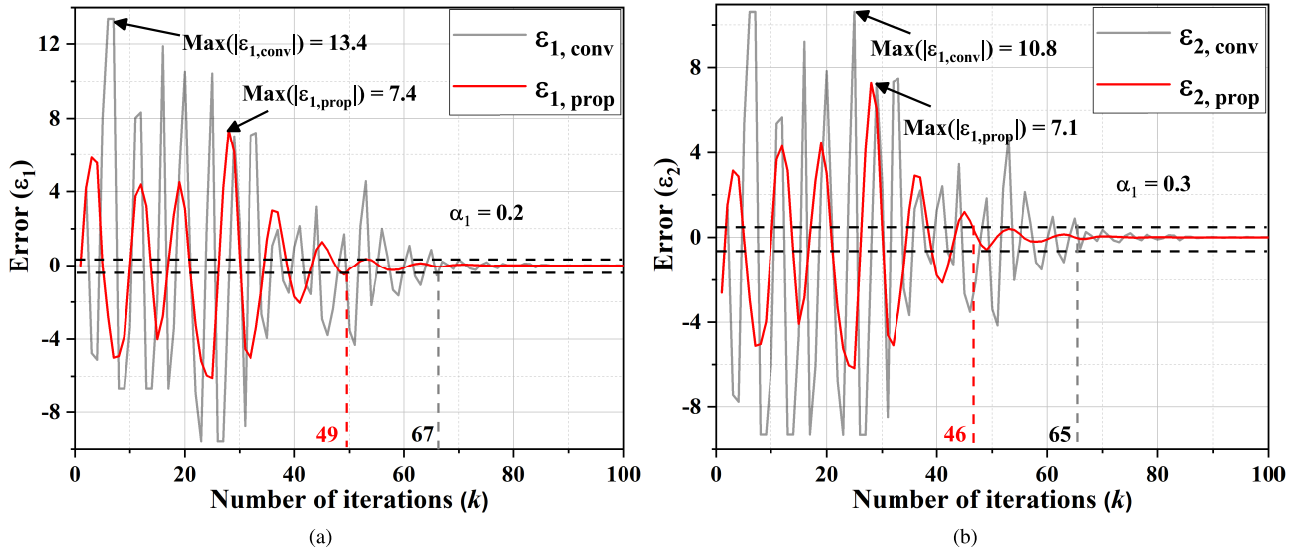 Max(|ε1,conv|) = 13.4
Max(|ε1,prop|) = 7.4
ε1, conv
ε1, prop
α1 = 0.2
49
67
12
8
4
0
-4
-8
0
20
40
60
80
100
Error (ε1)
Number of iterations (k)
(a)
Max(|ε1,conv|) = 10.8
Max(|ε1,prop|) = 7.1
ε2, conv
ε2, prop
α1 = 0.3
46
65
8
4
0
-4
-8
0
20
40
60
80
100
Error (ε2)
Number of iterations (k)
(b)